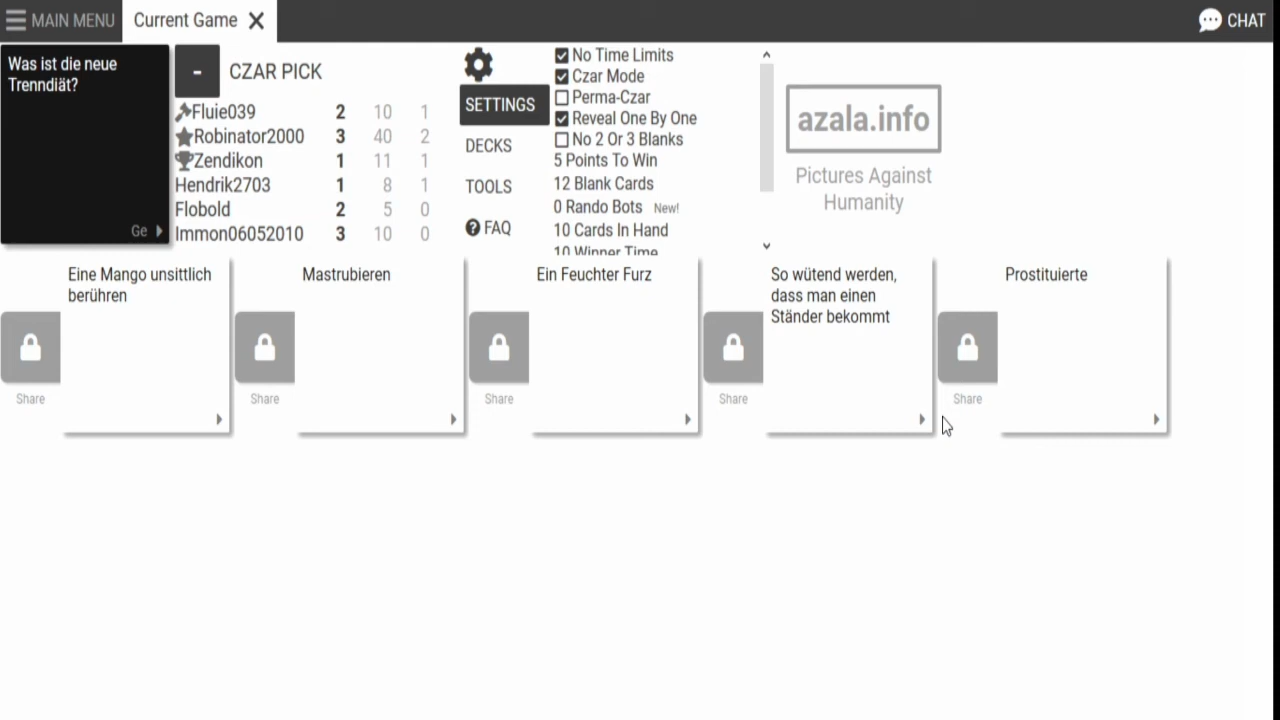 MAIN MENU
Current Game
CHAT
Was ist die neue
Trenndiät?
Ge
-
CZAR PICK
Fluie039 2 10 1
Robinator2000 3 40 2
Zendikon 1 11 1
Hendrik2703 1 8 1
Flobold 2 5 0
Immon06052010 3 10 0
SETTINGS
DECKS
TOOLS
FAQ
No Time Limits
Czar Mode
Perma-Czar
Reveal One By One
No 2 Or 3 Blanks
5 Points To Win
12 Blank Cards
0 Rando Bots New!
10 Cards In Hand
10 Winner Time
azala.info
Pictures Against
Humanity
Eine Mango unsittlich
berühren
Share
Mastrubieren
Share
Ein Feuchter Furz
Share
So wütend werden,
dass man einen
Ständer bekommt
Share
Prostituierte
Share